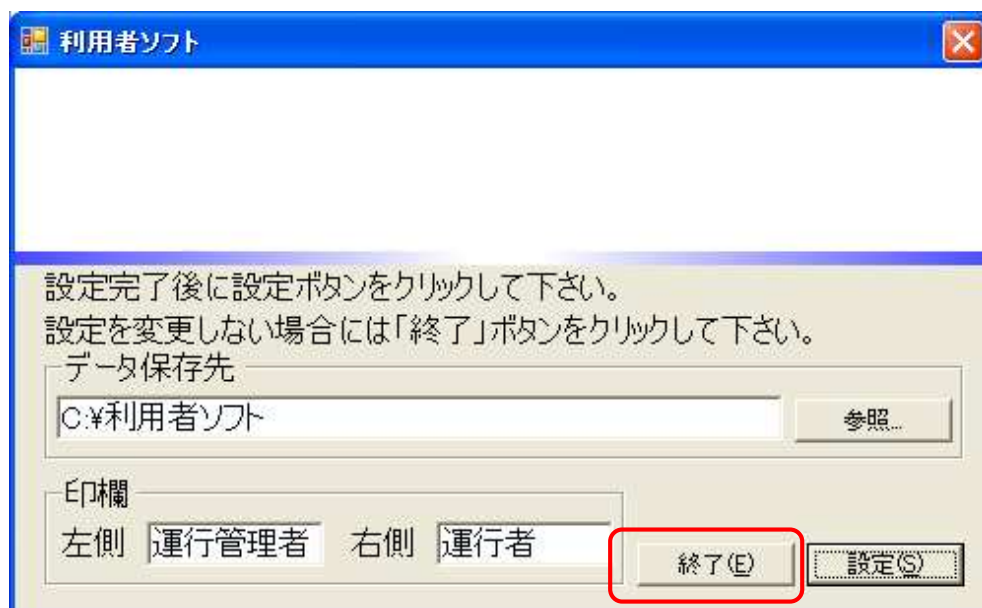 利用者ソフト
設定完了後に設定ボタンをクリックして下さい。
設定を変更しない場合には「終了」ボタンをクリックして下さい。
データ保存先
C:¥利用者ソフト
参照...
印欄
左側 運行管理者 右側 運行者
終了(E) 設定(S)